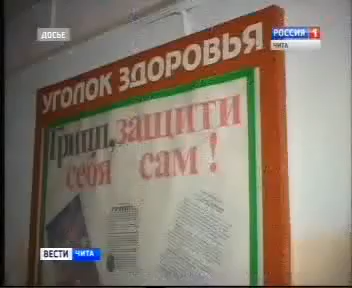 ДОСЬЕ
РОССИЯ 1
ЧИТА
УГОЛОК ЗДОРОВЬЯ
Грипп, защити
себя сам!
ВЕСТИ ЧИТА